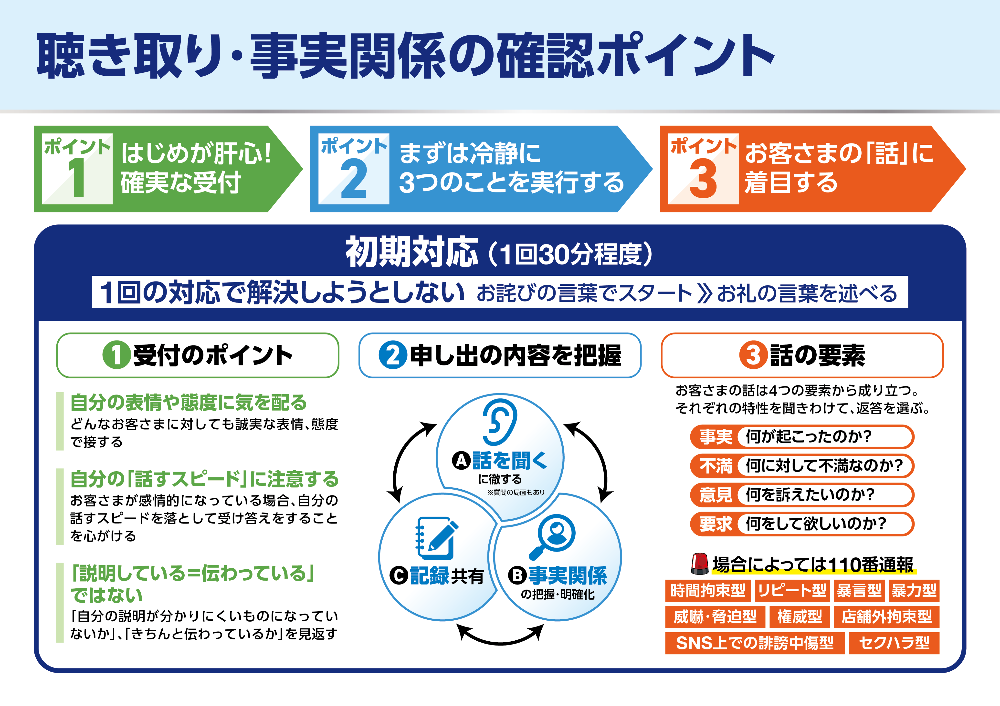 聴き取り・事実関係の確認ポイント
ポイント
1
はじめが肝心!
確実な受付
ポイント
2
まずは冷静に
3つのことを実行する
ポイント
3
お客さまの「話」に
着目する
初期対応（1回30分程度）
1回の対応で解決しようとしない お詫びの言葉でスタート》お礼の言葉を述べる
1受付のポイント
自分の表情や態度に気を配る
どんなお客さまに対しても誠実な表情、態度
で接する
自分の「話すスピード」に注意する
お客さまが感情的になっている場合、自分の
話すスピードを落として受け答えをすること
を心がける
「説明している＝伝わっている」
ではない
「自分の説明が分かりにくいものになってい
ないか」、「きちんと伝わっているか」を見返す
2申し出の内容を把握
A話を聞く
に徹する
※質問の局面もあり
C記録共有
B事実関係
の把握・明確化
3話の要素
お客さまの話は4つの要素から成り立つ。
それぞれの特性を聞きわけて、返答を選ぶ。
事実 何が起こったのか?
不満 何に対して不満なのか?
意見 何を訴えたいのか?
要求 何をして欲しいのか?
場合によっては110番通報
時間拘束型 リピート型 暴言型 暴力型
威嚇・脅迫型 権威型 店舗外拘束型
SNS上での誹謗中傷型 セクハラ型